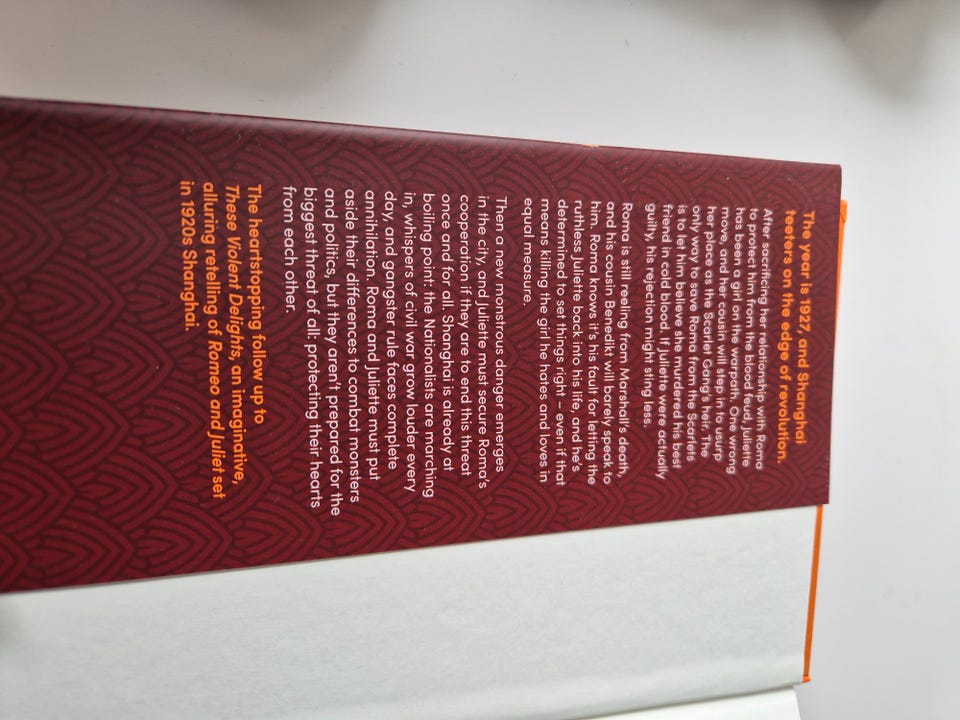 The year is 1927, and Shanghai
teeters on the edge of revolution.
After sacrificing her relationship with Roma
to protect him from the blood feud, Juliette
has been a girl on the warpath. One wrong
move, and her cousin will step in to usurp
her place as the Scarlet Gang's heir. The
only way to save Roma from the Scarlets
is to let him believe she murdered his best
friend in cold blood. If Juliette were actually
guilty, his rejection might sting less.
Roma is still reeling from Marshall's death,
and his cousin Benedikt will barely speak to
him. Roma knows it's his fault for letting the
ruthless Juliette back into his life, and he's
determined to set things right – even if that
means killing the girl he hates and loves in
equal measure.
Then a new monstrous danger emerges
in the city, and Juliette must secure Roma's
cooperation if they are to end this threat
once and for all. Shanghai is already at
boiling point: the Nationalists are marching
in, whispers of civil war grow louder every
day, and gangster rule faces complete
annihilation. Roma and Juliette must put
aside their differences to combat monsters
and politics, but they aren't prepared for the
biggest threat of all: protecting their hearts
from each other.
The heartstopping follow up to
These Violent Delights, an imaginative,
alluring retelling of Romeo and Juliet set
in 1920s Shanghai.